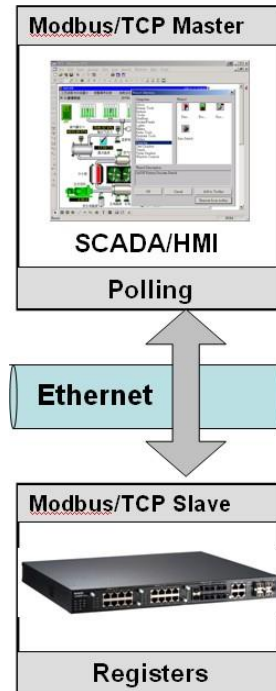 Modbus/TCP Master
SCADA/HMI
Polling
Ethernet
Modbus/TCP Slave
Registers